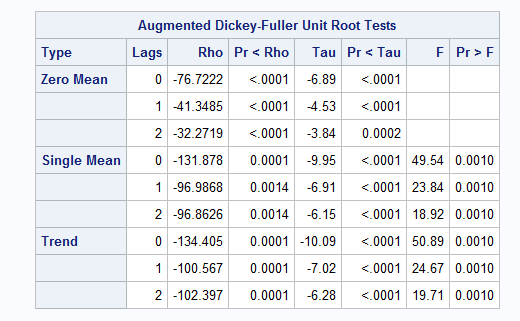 Augmented Dickey-Fuller Unit Root Tests
Type Lags Rho Pr < Rho Tau Pr < Tau F Pr > F
Zero Mean 0 -76.7222 <.0001 -6.89 <.0001
1 -41.3485 <.0001 -4.53 <.0001
2 -32.2719 <.0001 -3.84 0.0002
Single Mean 0 -131.878 0.0001 -9.95 <.0001 49.54 0.0010
1 -96.9868 0.0014 -6.91 <.0001 23.84 0.0010
2 -96.8626 0.0014 -6.15 <.0001 18.92 0.0010
Trend 0 -134.405 0.0001 -10.09 <.0001 50.89 0.0010
1 -100.567 0.0001 -7.02 <.0001 24.67 0.0010
2 -102.397 0.0001 -6.28 <.0001 19.71 0.0010